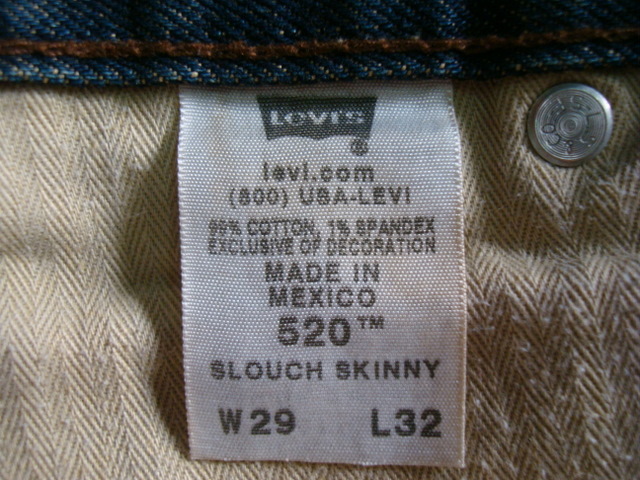 Levi's
®
levi.com
(800) USA-LEVI
99% COTTON, 1% SPANDEX
EXCLUSIVE OF DECORATION
MADE IN
MEXICO
520™
SLOUCH SKINNY
W29 L32